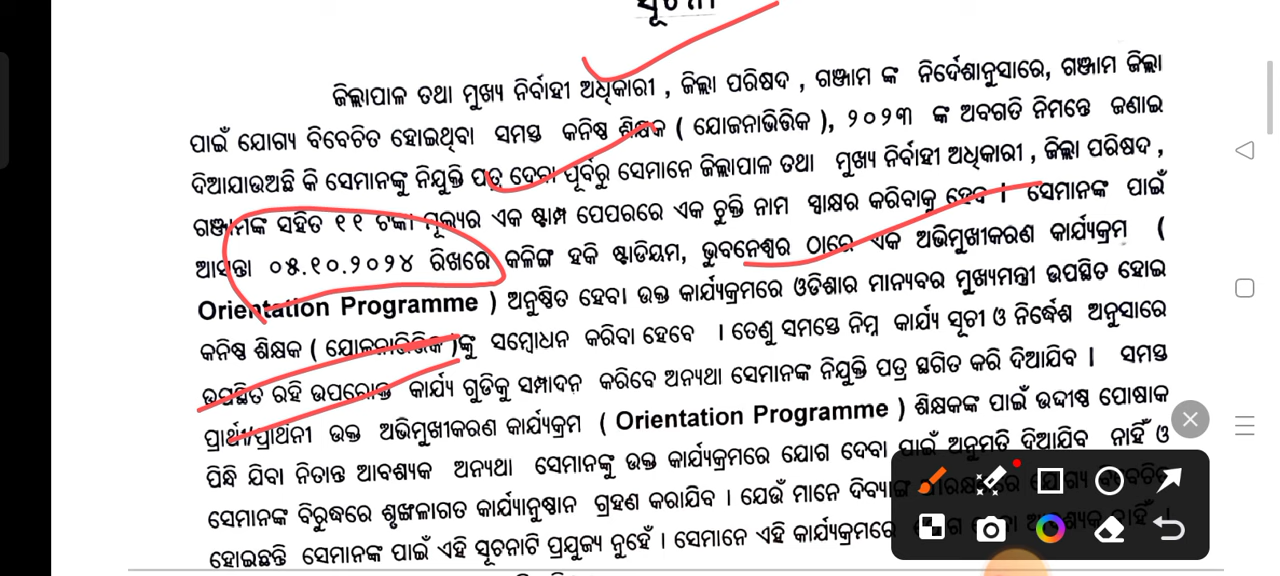 ସୂଚନା
ଜିଲ୍ଲାପାଳ ତଥା ମୁଖ୍ୟ ନିର୍ବାହୀ ଅଧିକାରୀ , ଜିଲ୍ଲା ପରିଷଦ , ଗଞ୍ଜାମ ଙ୍କ ନିର୍ଦେଶାନୁସାରେ, ଗଞ୍ଜାମ ଜିଲ୍ଲା
ପାଇଁ ଯୋଗ୍ୟ ବିବେଚିତ ହୋଇଥିବା ସମସ୍ତ କନିଷ୍ଠ ଶିକ୍ଷକ ( ଯୋଜନାଭିତ୍ତିକ ), ୨୦୨୩ ଙ୍କ ଅବଗତି ନିମନ୍ତେ ଜଣାଇ
ଦିଆଯାଉଅଛି କି ସେମାନଙ୍କୁ ନିଯୁକ୍ତି ପତ୍ର ଦେବା ପୂର୍ବରୁ ସେମାନେ ଜିଲ୍ଲାପାଳ ତଥା ମୁଖ୍ୟ ନିର୍ବାହୀ ଅଧିକାରୀ , ଜିଲ୍ଲା ପରିଷଦ ,
ଗଞ୍ଜାମଙ୍କ ସହିତ ୧୧ ଟଙ୍କା ମୂଲ୍ୟର ଏକ ଷ୍ଟାମ୍ପ ପେପରରେ ଏକ ଚୁକ୍ତି ନାମ ସ୍ୱାକ୍ଷର କରିବାକୁ ହେବ । ସେମାନଙ୍କ ପାଇଁ
ଆସନ୍ତା ୦୫.୧୦.୨୦୨୪ ରିଖରେ କଳିଙ୍ଗ ହକି ଷ୍ଟାଡିୟମ, ଭୁବନେଶ୍ୱର ଠାରେ ଏକ ଅଭିମୁଖୀକରଣ କାର୍ଯ୍ୟକ୍ରମ (
Orientation Programme ) ଅନୁଷ୍ଠିତ ହେବା ଉକ୍ତ କାର୍ଯ୍ୟକ୍ରମରେ ଓଡିଶାର ମାନ୍ୟବର ମୁଖ୍ୟମନ୍ତ୍ରୀ ଉପସ୍ଥିତ ହୋଇ
କନିଷ୍ଠ ଶିକ୍ଷକ ( ଯୋଜନାଭିତ୍ତିକ )ଙ୍କୁ ସମ୍ବୋଧନ କରିବା ହେବେ । ତେଣୁ ସମସ୍ତେ ନିମ୍ନ କାର୍ଯ୍ୟ ସୂଚୀ ଓ ନିର୍ଦ୍ଧେଶ ଅନୁସାରେ
ଉପସ୍ଥିତ ରହି ଉପରୋକ୍ତ କାର୍ଯ୍ୟ ଗୁଡିକୁ ସମ୍ପାଦନ କରିବେ ଅନ୍ୟଥା ସେମାନଙ୍କ ନିଯୁକ୍ତି ପତ୍ର ସ୍ଥଗିତ କରି ଦିଆଯିବ । ସମସ୍ତ
ପ୍ରାର୍ଥୀ/ପ୍ରାର୍ଥିନୀ ଉକ୍ତ ଅଭିମୁଖୀକରଣ କାର୍ଯ୍ୟକ୍ରମ ( Orientation Programme ) ଶିକ୍ଷକଙ୍କ ପାଇଁ ଉଦ୍ଦୀଷ୍ଟ ପୋଷାକ
ପିନ୍ଧି ଯିବା ନିତାନ୍ତ ଆବଶ୍ୟକ ଅନ୍ୟଥା ସେମାନଙ୍କୁ ଉକ୍ତ କାର୍ଯ୍ୟକ୍ରମରେ ଯୋଗ ଦେବା ପାଇଁ ଅନୁମତି ଦିଆଯିବ ନାହିଁ ଓ
ସେମାନଙ୍କ ବିରୁଦ୍ଧରେ ଶୃଙ୍ଖଳାଗତ କାର୍ଯ୍ୟାନୁଷ୍ଠାନ ଗ୍ରହଣ କରାଯିବ । ଯେଉଁ ମାନେ
ହୋଇଛନ୍ତି ସେମାନଙ୍କ ପାଇଁ ଏହି ସୂଚନାଟି ପ୍ରଯୁଜ୍ୟ ନୁହେଁ । ସେମାନେ ଏହି କାର୍ଯ୍ୟକ୍ରମରେ